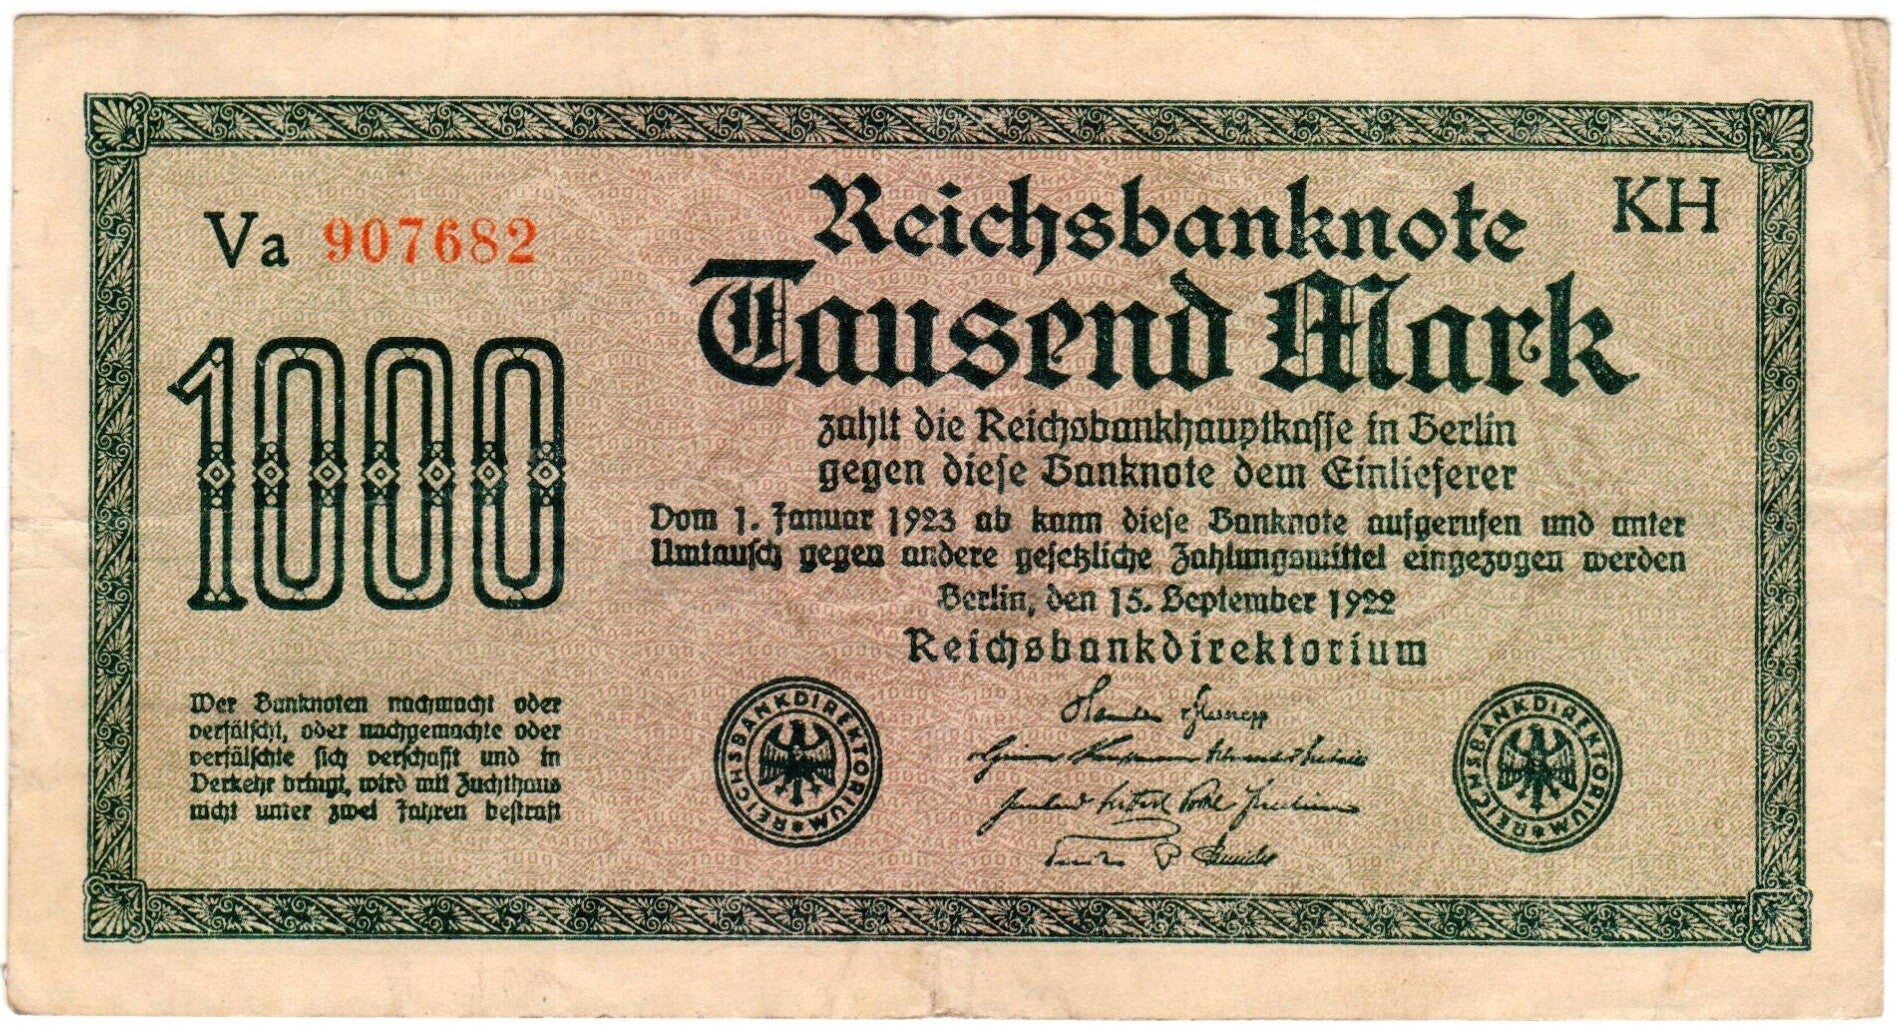 Reichsbanknote
KH
Va 907682
Tausend Mark
1000
zahlt die Reichsbankhauptkasse in Berlin
gegen diese Banknote dem Einlieferer
Vom 1. Januar 1923 ab kann diese Banknote aufgerufen und unter
Umtausch gegen andere gesetzliche Zahlungsmittel eingezogen werden
Berlin, den 15. September 1922
Reichsbankdirektorium
Wer Banknoten nachmacht oder
verfälscht, oder nachgemachte oder
verfälschte sich verschafft und in
Verkehr bringt, wird mit Zuchthaus
nicht unter zwei Jahren bestraft
REICHSBANKDIREKTORIUM
REICHSBANKDIREKTORIUM